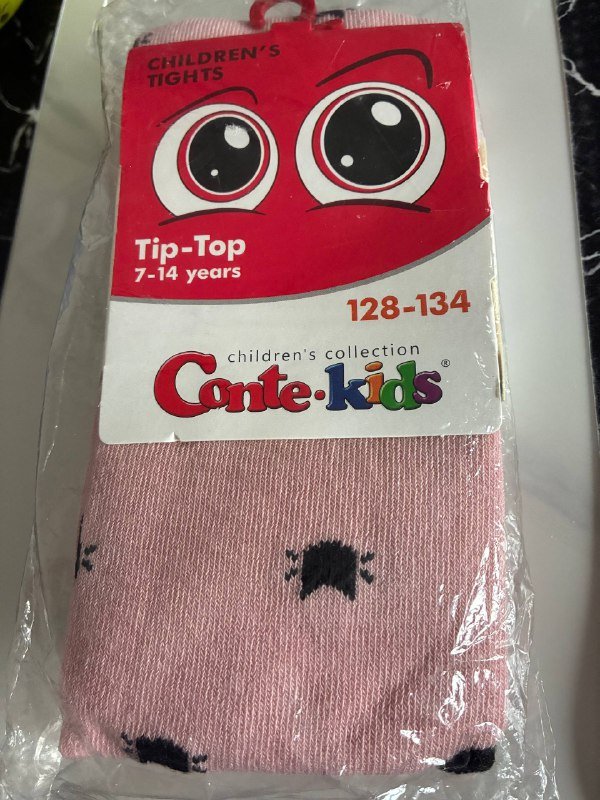 CHILDREN'S
TIGHTS
Tip-Top
7-14 years
128-134
children's collection
Conte•kids®